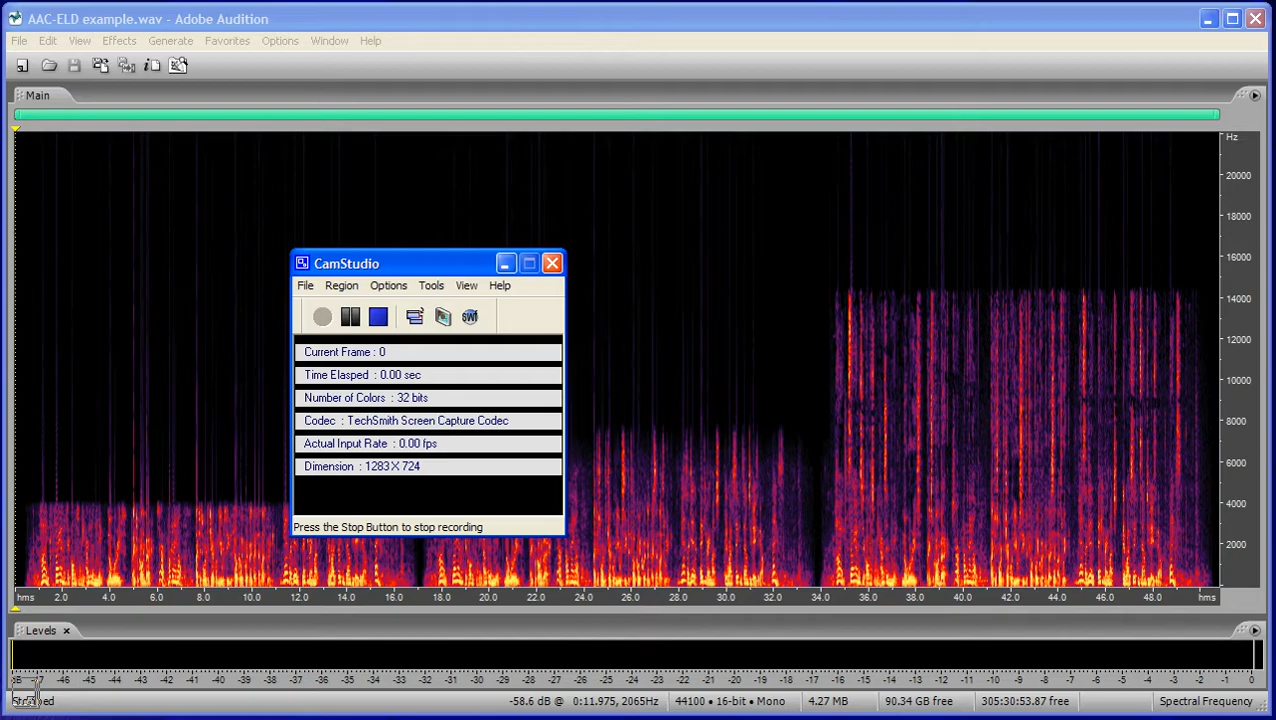 AAC-ELD example.wav - Adobe Audition
File Edit View Effects Generate Favorites Options Window Help
Main
Hz
20000
18000
16000
14000
12000
10000
8000
6000
4000
2000
CamStudio
File Region Options Tools View Help
SWF
Current Frame : 0
Time Elasped : 0.00 sec
Number of Colors : 32 bits
Codec : TechSmith Screen Capture Codec
Actual Input Rate : 0.00 fps
Dimension : 1283 X 724
Press the Stop Button to stop recording
hms 2.0 4.0 6.0 8.0 10.0 12.0 14.0 16.0 18.0 20.0 22.0 24.0 26.0 28.0 30.0 32.0 34.0 36.0 38.0 40.0 42.0 44.0 46.0 48.0 hms
Levels
dB -47 -46 -45 -44 -43 -42 -41 -40 -39 -38 -37 -36 -35 -34 -33 -32 -31 -30 -29 -28 -27 -26 -25 -24 -23 -22 -21 -20 -19 -18 -17 -16 -15 -14 -13 -12 -11 -10 -9 -8 -7 -6 -5 -4 -3 -2 -1 0
Stopped -58.6 dB @ 0:11.975, 2065Hz 44100 • 16-bit • Mono 4.27 MB 90.34 GB free 305:30:53.87 free Spectral Frequency